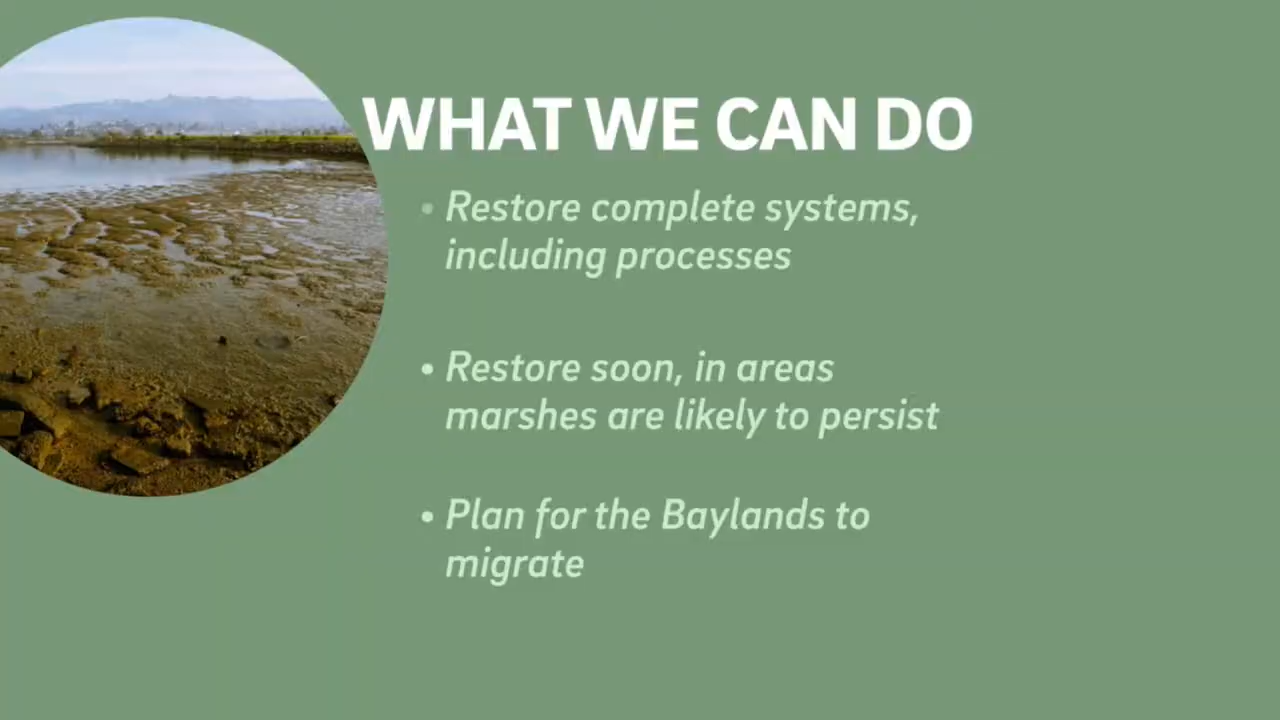 WHAT WE CAN DO
• Restore complete systems,
including processes
• Restore soon, in areas
marshes are likely to persist
• Plan for the Baylands to
migrate